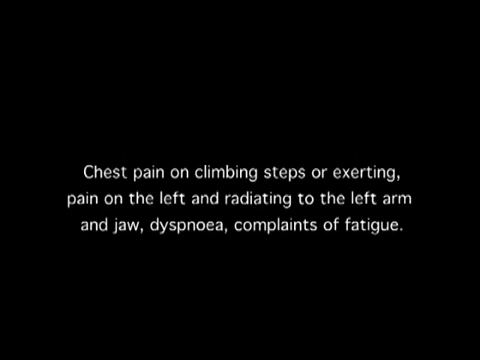 Chest pain on climbing steps or exerting,
pain on the left and radiating to the left arm
and jaw, dyspnoea, complaints of fatigue.